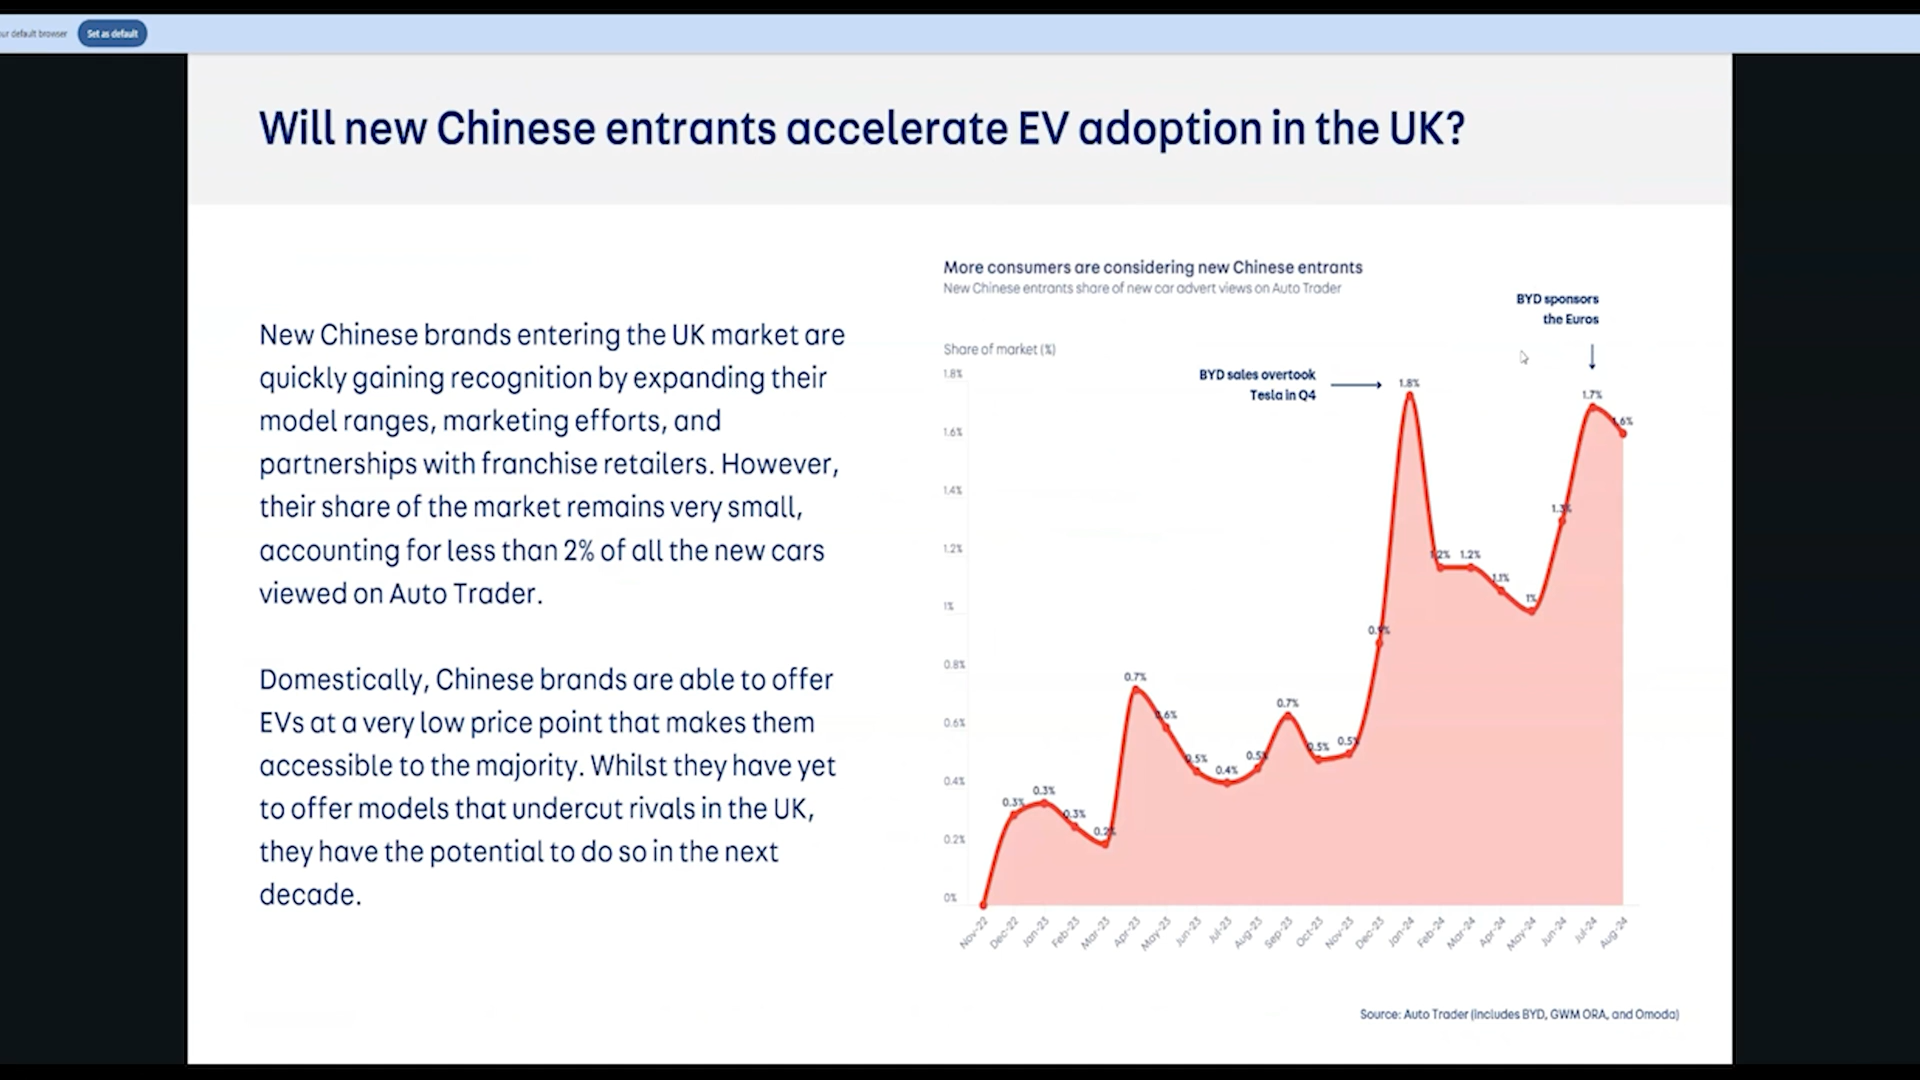 ur default browser
Set as default
Will new Chinese entrants accelerate EV adoption in the UK?
New Chinese brands entering the UK market are
quickly gaining recognition by expanding their
model ranges, marketing efforts, and
partnerships with franchise retailers. However,
their share of the market remains very small,
accounting for less than 2% of all the new cars
viewed on Auto Trader.
Domestically, Chinese brands are able to offer
EVs at a very low price point that makes them
accessible to the majority. Whilst they have yet
to offer models that undercut rivals in the UK,
they have the potential to do so in the next
decade.
More consumers are considering new Chinese entrants
New Chinese entrants share of new car advert views on Auto Trader
BYD sponsors
the Euros
Share of market (%)
BYD sales overtook
Tesla in Q4
1.8%
1.6%
1.4%
1.2%
1%
0.8%
0.6%
0.4%
0.2%
0%
0.3%
0.3%
0.3%
0.2%
0.7%
0.6%
0.5%
0.4%
0.5%
0.7%
0.5%
0.5%
0.9%
1.8%
1.2%
1.2%
1.1%
1%
1.3%
1.7%
1.6%
Nov-22
Dec-22
Jan-23
Feb-23
Mar-23
Apr-23
May-23
Jun-23
Jul-23
Aug-23
Sep-23
Oct-23
Nov-23
Dec-23
Jan-24
Feb-24
Mar-24
Apr-24
May-24
Jun-24
Jul-24
Aug-24
Source: Auto Trader (includes BYD, GWM ORA, and Omoda)